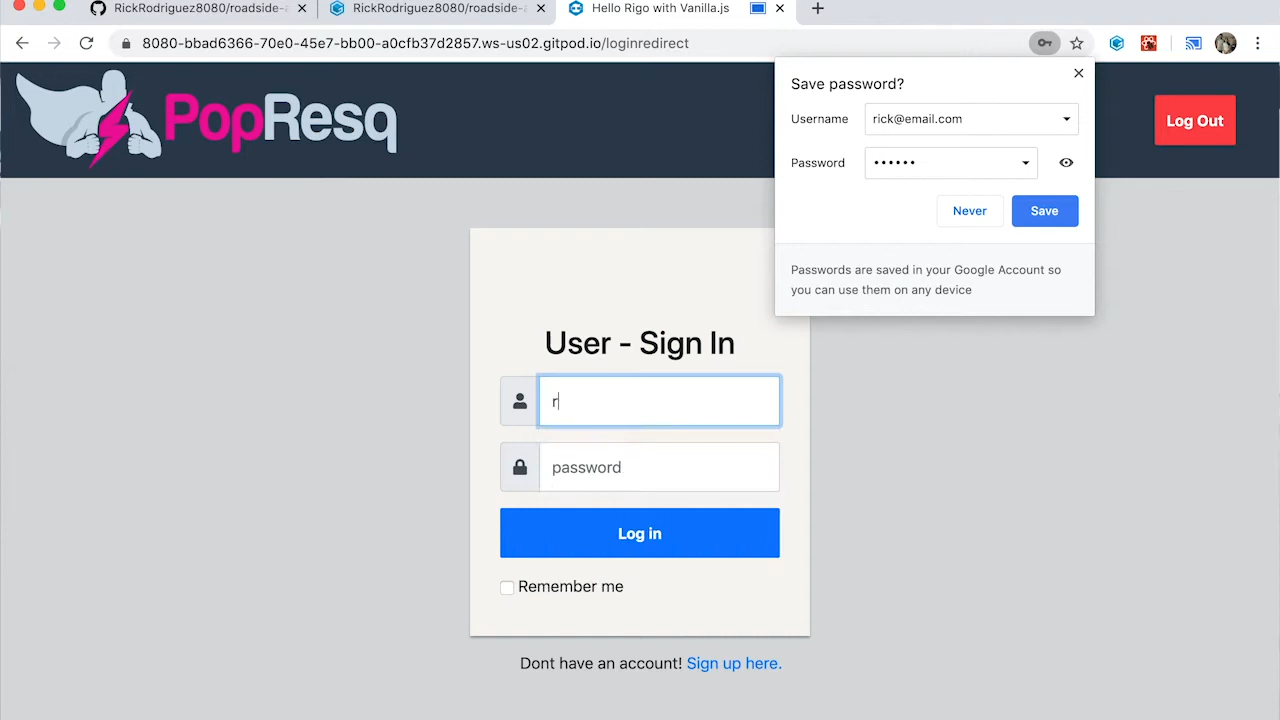 RickRodriguez8080/roadside-a
RickRodriguez8080/roadside-a
Hello Rigo with Vanilla.js
8080-bbad6366-70e0-45e7-bb00-a0cfb37d2857.ws-us02.gitpod.io/loginredirect
PopResq
Log Out
Save password?
Username
rick@email.com
Password
••••••
Never
Save
Passwords are saved in your Google Account so
you can use them on any device
User - Sign In
r
password
Log in
Remember me
Dont have an account! Sign up here.